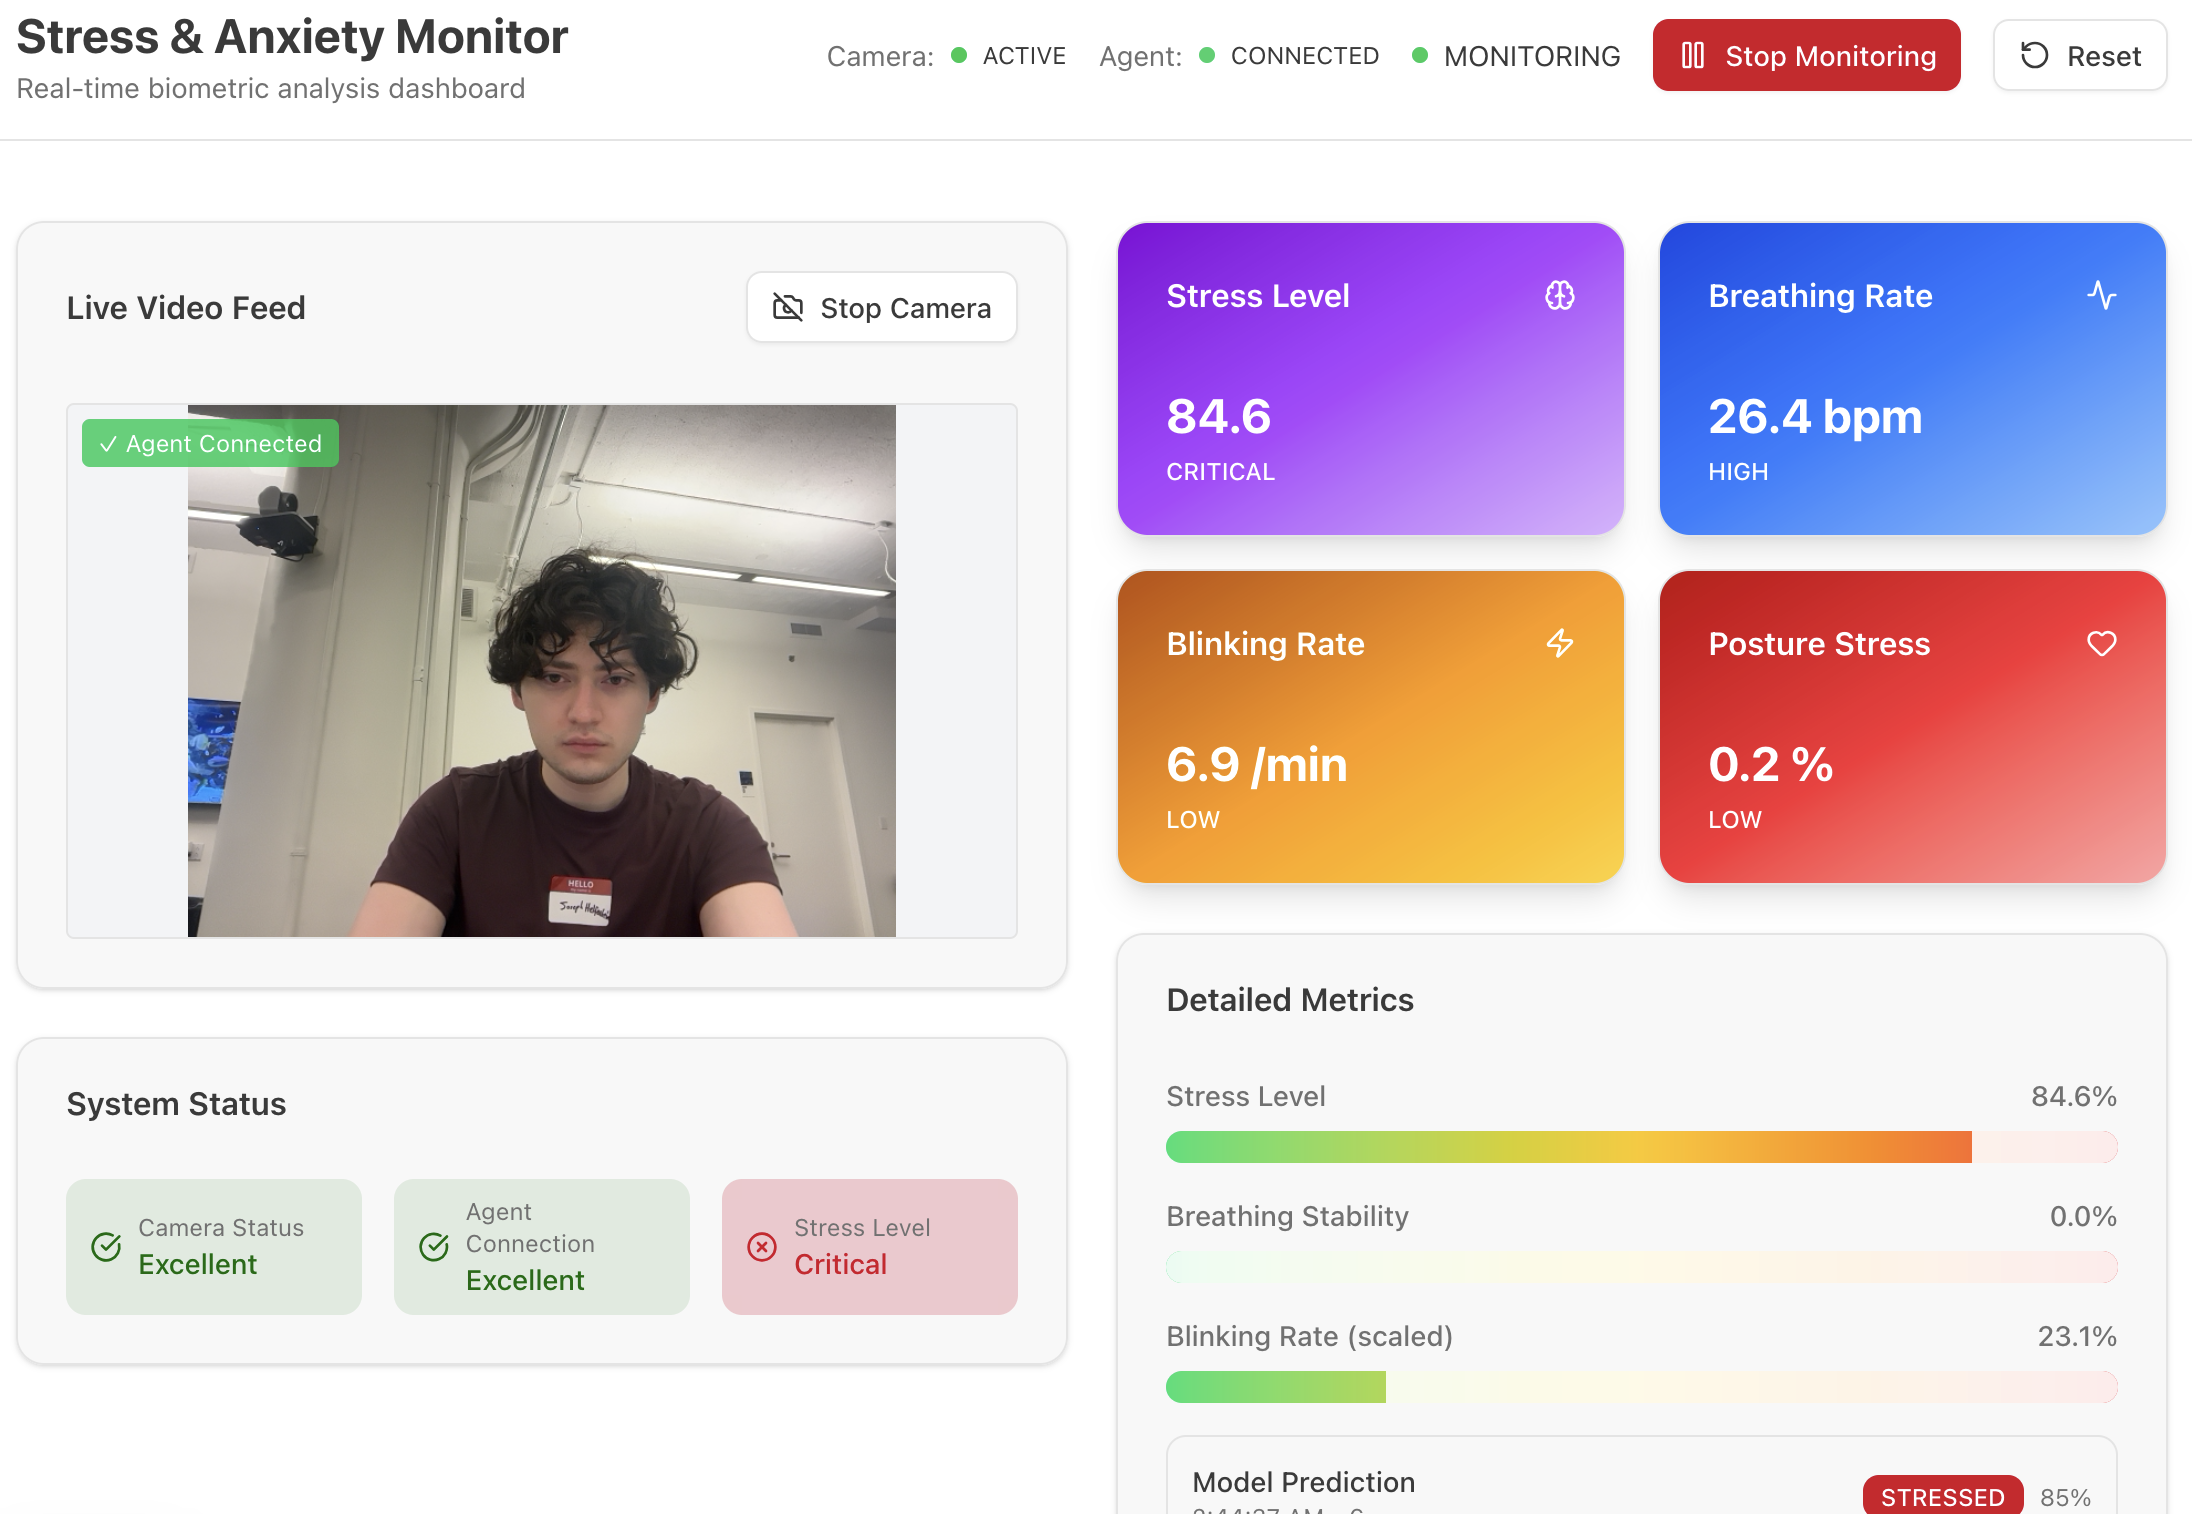 Stress & Anxiety Monitor
Real-time biometric analysis dashboard
Camera: ACTIVE Agent: CONNECTED MONITORING Stop Monitoring Reset
Live Video Feed
Stop Camera
✓ Agent Connected
HELLO
Joseph
System Status
Camera Status
Excellent
Agent
Connection
Excellent
Stress Level
Critical
Stress Level
84.6
CRITICAL
Breathing Rate
26.4 bpm
HIGH
Blinking Rate
6.9 /min
LOW
Posture Stress
0.2 %
LOW
Detailed Metrics
Stress Level 84.6%
Breathing Stability 0.0%
Blinking Rate (scaled) 23.1%
Model Prediction
STRESSED 85%